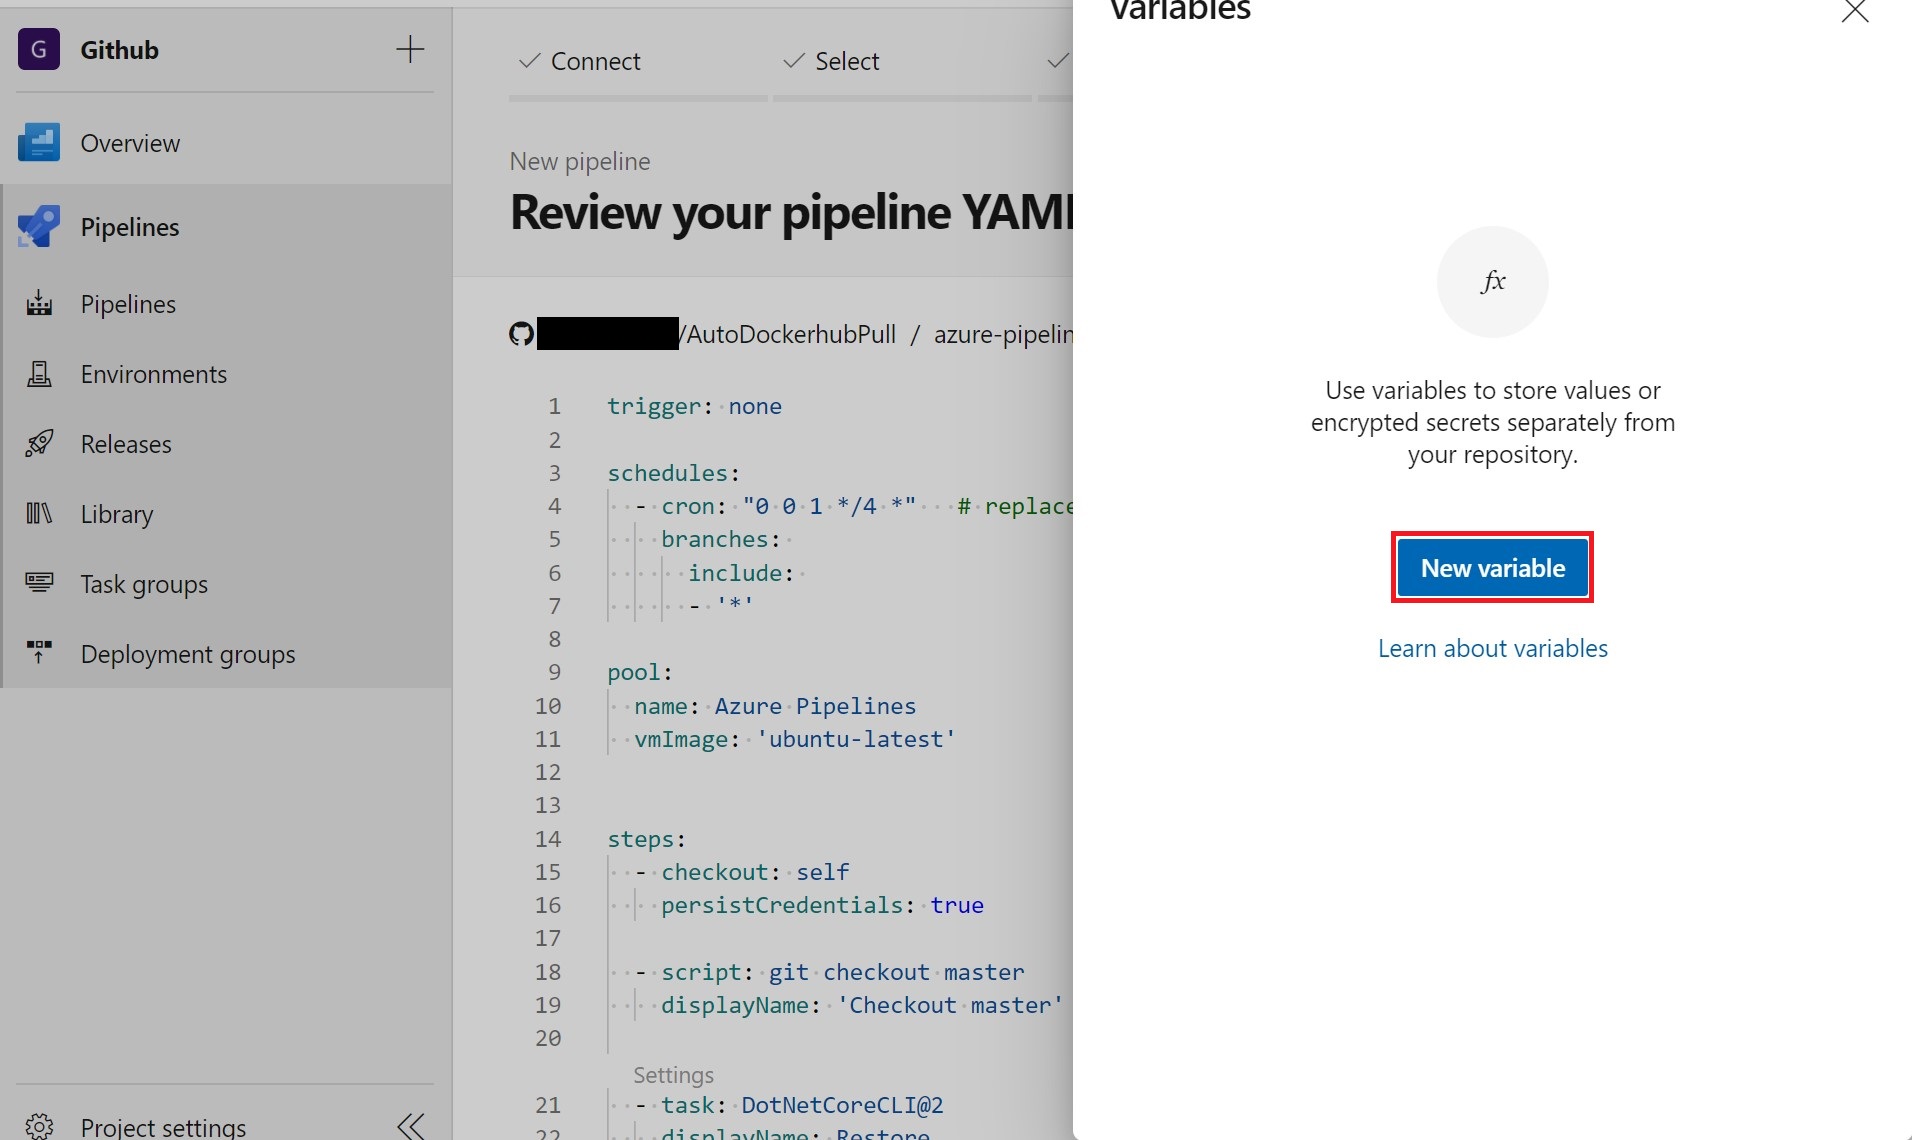 G Github
Overview
Pipelines
Pipelines
Environments
Releases
Library
Task groups
Deployment groups
Project settings
Connect
Select
New pipeline
Review your pipeline YAML
/AutoDockerhubPull / azure-pipelin
1 trigger: none
2
3 schedules:
4 - cron: "0 0 1 */4 *" # replace
5 branches:
6 include:
7 - '*'
8
9 pool:
10 name: Azure Pipelines
11 vmImage: 'ubuntu-latest'
12
13
14 steps:
15 - checkout: self
16 persistCredentials: true
17
18 - script: git checkout master
19 displayName: 'Checkout master'
20
Settings
21 - task: DotNetCoreCLI@2
22 displayName: Restore
Variables
fx
Use variables to store values or
encrypted secrets separately from
your repository.
New variable
Learn about variables